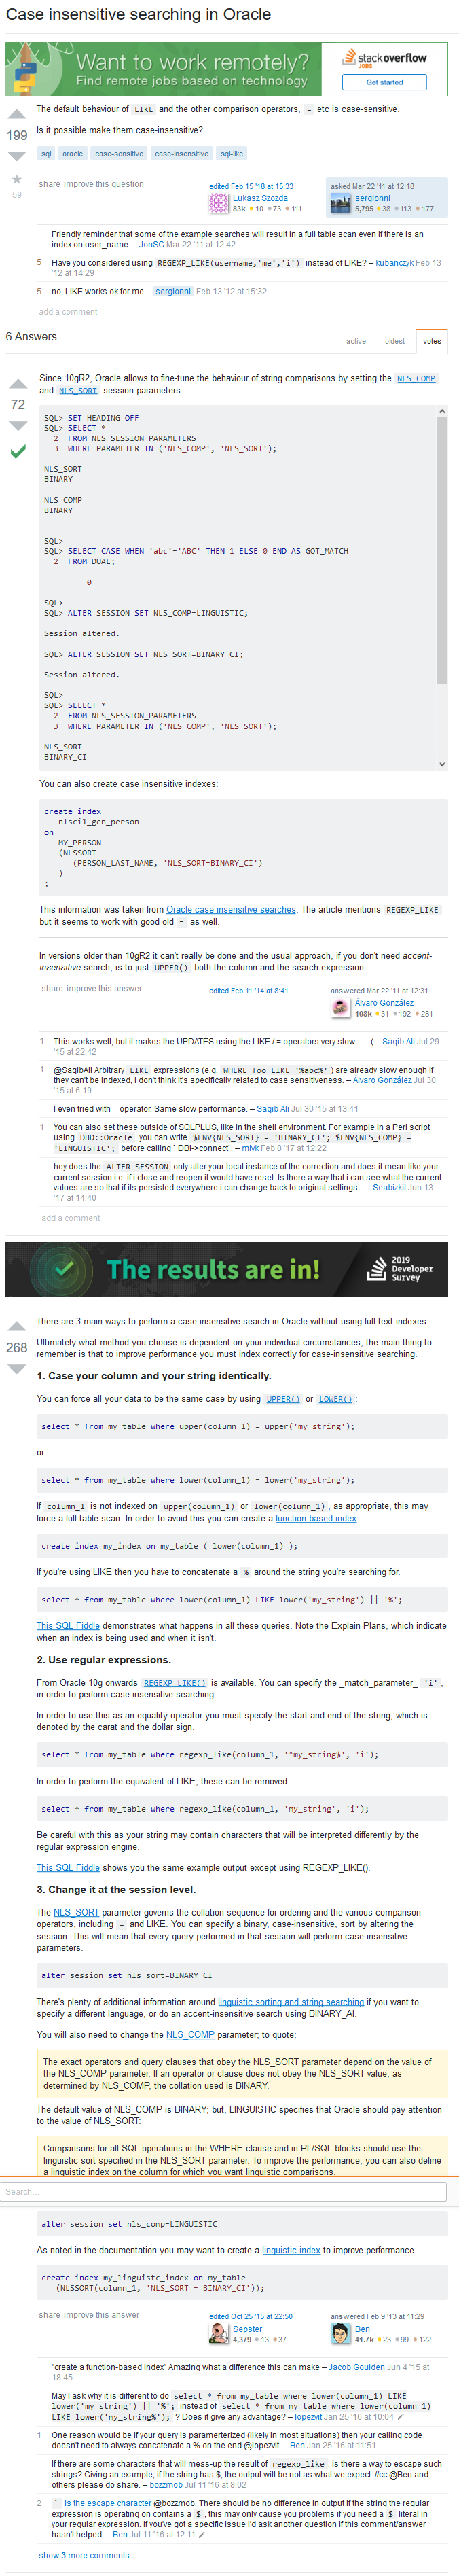 Case insensitive searching in Oracle
Want to work remotely?
Find remote jobs based on technology
stackoverflow
JOBS
Get started
199
59
The default behaviour of LIKE and the other comparison operators, = etc is case-sensitive.
Is it possible make them case-insensitive?
sql oracle case-sensitive case-insensitive sql-like
share improve this question
edited Feb 15 '18 at 15:33
Lukasz Szozda
83k 10 73 111
asked Mar 22 '11 at 12:18
sergionni
5,795 38 113 177
Friendly reminder that some of the example searches will result in a full table scan even if there is an
index on user_name. – JonSG Mar 22 '11 at 12:42
5 Have you considered using REGEXP_LIKE(username,'me','i') instead of LIKE? – kubanczyk Feb 13
'12 at 14:29
5 no, LIKE works ok for me – sergionni Feb 13 '12 at 15:32
add a comment
6 Answers
active oldest votes
72
Since 10gR2, Oracle allows to fine-tune the behaviour of string comparisons by setting the NLS_COMP
and NLS_SORT session parameters:
SQL> SET HEADING OFF
SQL> SELECT *
2 FROM NLS_SESSION_PARAMETERS
3 WHERE PARAMETER IN ('NLS_COMP', 'NLS_SORT');
NLS_SORT
BINARY
NLS_COMP
BINARY
SQL>
SQL> SELECT CASE WHEN 'abc'='ABC' THEN 1 ELSE 0 END AS GOT_MATCH
2 FROM DUAL;
0
SQL>
SQL> ALTER SESSION SET NLS_COMP=LINGUISTIC;
Session altered.
SQL> ALTER SESSION SET NLS_SORT=BINARY_CI;
Session altered.
SQL>
SQL> SELECT *
2 FROM NLS_SESSION_PARAMETERS
3 WHERE PARAMETER IN ('NLS_COMP', 'NLS_SORT');
NLS_SORT
BINARY_CI
You can also create case insensitive indexes:
create index
nlsci1_gen_person
on
MY_PERSON
(NLSSORT
(PERSON_LAST_NAME, 'NLS_SORT=BINARY_CI')
)
;
This information was taken from Oracle case insensitive searches. The article mentions REGEXP_LIKE
but it seems to work with good old = as well.
In versions older than 10gR2 it can't really be done and the usual approach, if you don't need accent-
insensitive search, is to just UPPER() both the column and the search expression.
share improve this answer
edited Feb 11 '14 at 8:41
answered Mar 22 '11 at 12:31
Álvaro González
108k 31 192 281
1 This works well, but it makes the UPDATES using the LIKE / = operators very slow...... :( – Saqib Ali Jul 29
'15 at 22:42
1 @SaqibAli Arbitrary LIKE expressions (e.g. WHERE foo LIKE '%abc%' ) are already slow enough if
they can't be indexed, I don't think it's specifically related to case sensitiveness. – Álvaro González Jul 30
'15 at 6:19
I even tried with = operator. Same slow performance. – Saqib Ali Jul 30 '15 at 13:41
1 You can also set these outside of SQLPLUS, like in the shell environment. For example in a Perl script
using DBD::Oracle , you can write $ENV{NLS_SORT} = 'BINARY_CI'; $ENV{NLS_COMP} =
'LINGUISTIC'; before calling ` DBI->connect`. – mivk Feb 8 '17 at 12:22
hey does the ALTER SESSION only alter your local instance of the correction and does it mean like your
current session i.e. if i close and reopen it would have reset. Is there a way that i can see what the current
values are so that if its persisted everywhere i can change back to original settings... – Seabizkit Jun 13
'17 at 14:40
add a comment
The results are in!
2019
Developer
Survey
268
There are 3 main ways to perform a case-insensitive search in Oracle without using full-text indexes.
Ultimately what method you choose is dependent on your individual circumstances; the main thing to
remember is that to improve performance you must index correctly for case-insensitive searching.
1. Case your column and your string identically.
You can force all your data to be the same case by using UPPER() or LOWER() :
select * from my_table where upper(column_1) = upper('my_string');
or
select * from my_table where lower(column_1) = lower('my_string');
If column_1 is not indexed on upper(column_1) or lower(column_1) , as appropriate, this may
force a full table scan. In order to avoid this you can create a function-based index.
create index my_index on my_table ( lower(column_1) );
If you're using LIKE then you have to concatenate a % around the string you're searching for.
select * from my_table where lower(column_1) LIKE lower('my_string') || '%';
This SQL Fiddle demonstrates what happens in all these queries. Note the Explain Plans, which indicate
when an index is being used and when it isn't.
2. Use regular expressions.
From Oracle 10g onwards REGEXP_LIKE() is available. You can specify the _match_parameter_ 'i' ,
in order to perform case-insensitive searching.
In order to use this as an equality operator you must specify the start and end of the string, which is
denoted by the carat and the dollar sign.
select * from my_table where regexp_like(column_1, '^my_string$', 'i');
In order to perform the equivalent of LIKE, these can be removed.
select * from my_table where regexp_like(column_1, 'my_string', 'i');
Be careful with this as your string may contain characters that will be interpreted differently by the
regular expression engine.
This SQL Fiddle shows you the same example output except using REGEXP_LIKE().
3. Change it at the session level.
The NLS_SORT parameter governs the collation sequence for ordering and the various comparison
operators, including = and LIKE. You can specify a binary, case-insensitive, sort by altering the
session. This will mean that every query performed in that session will perform case-insensitive
parameters.
alter session set nls_sort=BINARY_CI
There's plenty of additional information around linguistic sorting and string searching if you want to
specify a different language, or do an accent-insensitive search using BINARY_AI.
You will also need to change the NLS_COMP parameter; to quote:
The exact operators and query clauses that obey the NLS_SORT parameter depend on the value of
the NLS_COMP parameter. If an operator or clause does not obey the NLS_SORT value, as
determined by NLS_COMP, the collation used is BINARY.
The default value of NLS_COMP is BINARY; but, LINGUISTIC specifies that Oracle should pay attention
to the value of NLS_SORT:
Comparisons for all SQL operations in the WHERE clause and in PL/SQL blocks should use the
linguistic sort specified in the NLS_SORT parameter. To improve the performance, you can also define
a linguistic index on the column for which you want linguistic comparisons.
Search...
alter session set nls_comp=LINGUISTIC
As noted in the documentation you may want to create a linguistic index to improve performance
create index my_linguistc_index on my_table
(NLSSORT(column_1, 'NLS_SORT = BINARY_CI'));
share improve this answer
edited Oct 25 '15 at 22:50
Sepster
4,379 13 37
answered Feb 9 '13 at 11:29
Ben
41.7k 23 99 122
"create a function-based index" Amazing what a difference this can make – Jacob Goulden Jun 4 '15 at
18:45
May I ask why it is different to do select * from my_table where lower(column_1) LIKE
lower('my_string') || '%'; instead of select * from my_table where lower(column_1)
LIKE lower('my_string%'); ? Does it give any advantage? – lopezvit Jan 25 '16 at 10:04
1 One reason would be if your query is paramerterized (likely in most situations) then your calling code
doesn't need to always concatenate a % on the end @lopezvit. – Ben Jan 25 '16 at 11:51
If there are some characters that will mess-up the result of regexp_like , is there a way to escape such
strings? Giving an example, if the string has $, the output will be not as what we expect. //cc @Ben and
others please do share. – bozzmob Jul 11 '16 at 8:02
2 ` is the escape character @bozzmob. There should be no difference in output if the string the regular
expression is operating on contains a $ , this may only cause you problems if you need a $ literal in
your regular expression. If you've got a specific issue I'd ask another question if this comment/answer
hasn't helped. – Ben Jul 11 '16 at 12:11
show 3 more comments